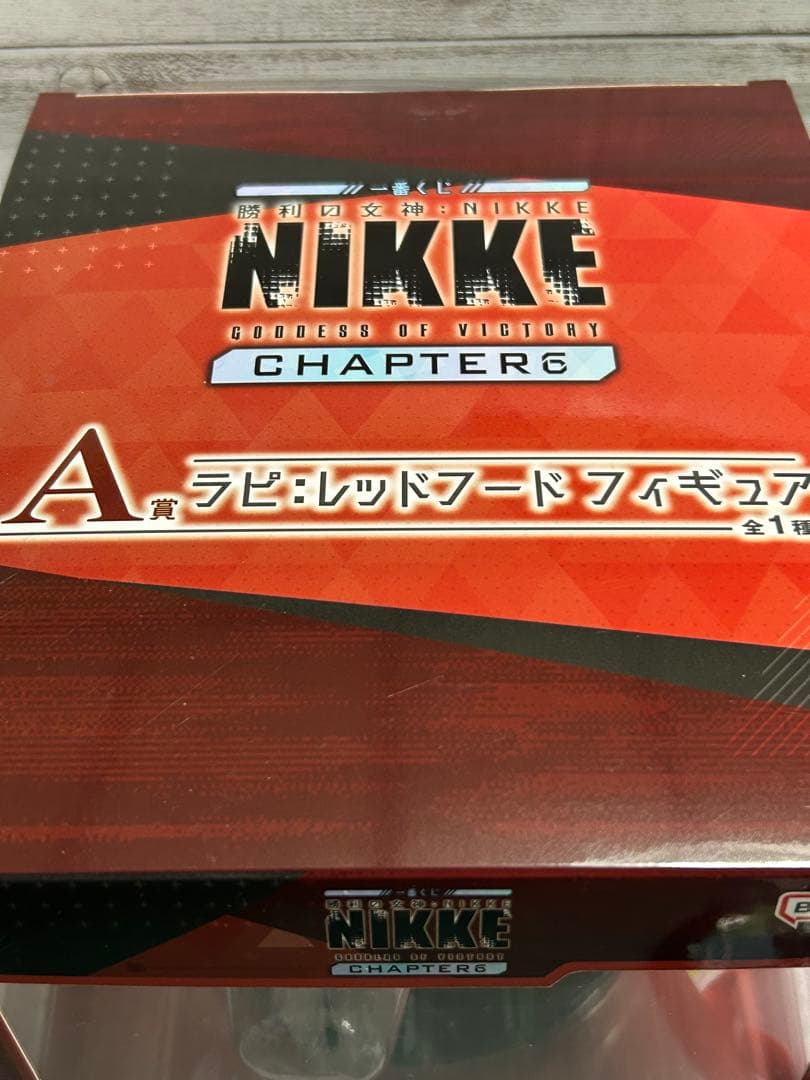 一番くじ
勝利の女神:NIKKE
NIKKE
GODDESS OF VICTORY
CHAPTER6
A賞 ラピ:レッドフード フィギュア
全1種
一番くじ
勝利の女神:NIKKE
NIKKE
GODDESS OF VICTORY
CHAPTER6